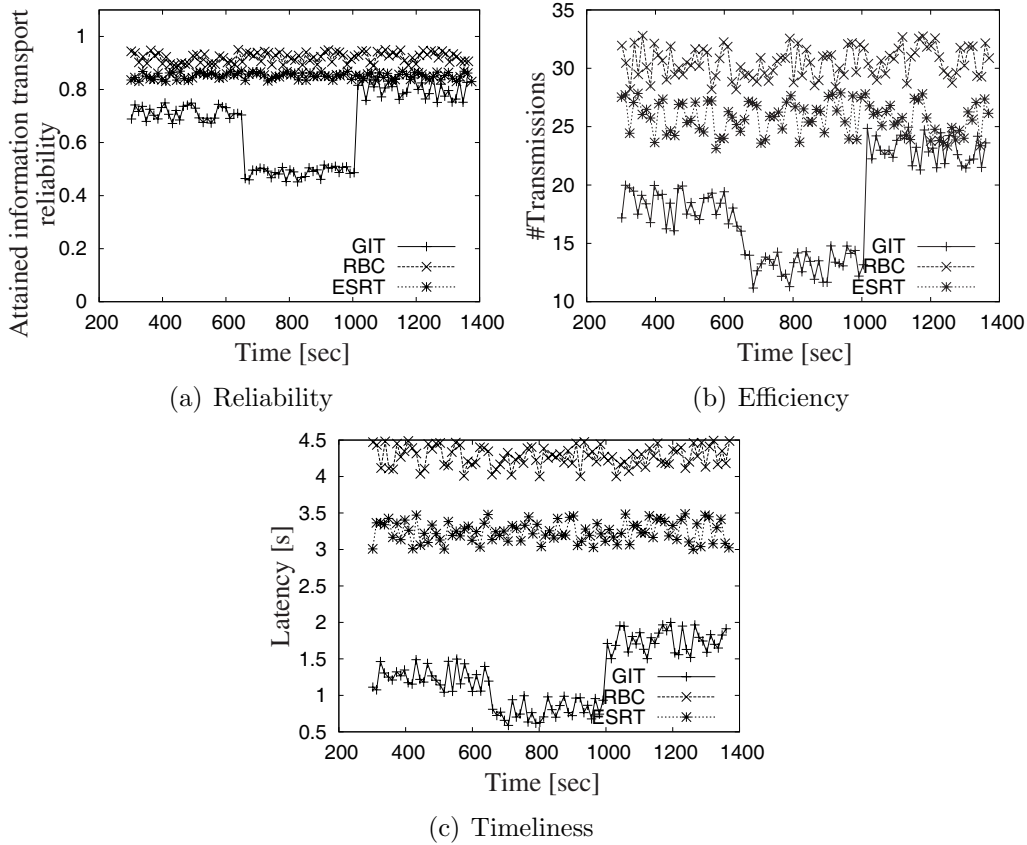 Attained information transport
reliability
1
0.8
0.6
0.4
0.2
0
200 400 600 800 1000 1200 1400
Time [sec]
GIT
RBC
ESRT
(a) Reliability
#Transmissions
35
30
25
20
15
10
200 400 600 800 1000 1200 1400
Time [sec]
GIT
RBC
ESRT
(b) Efficiency
Latency [s]
4.5
4
3.5
3
2.5
2
1.5
1
0.5
200 400 600 800 1000 1200 1400
Time [sec]
GIT
RBC
ESRT
(c) Timeliness